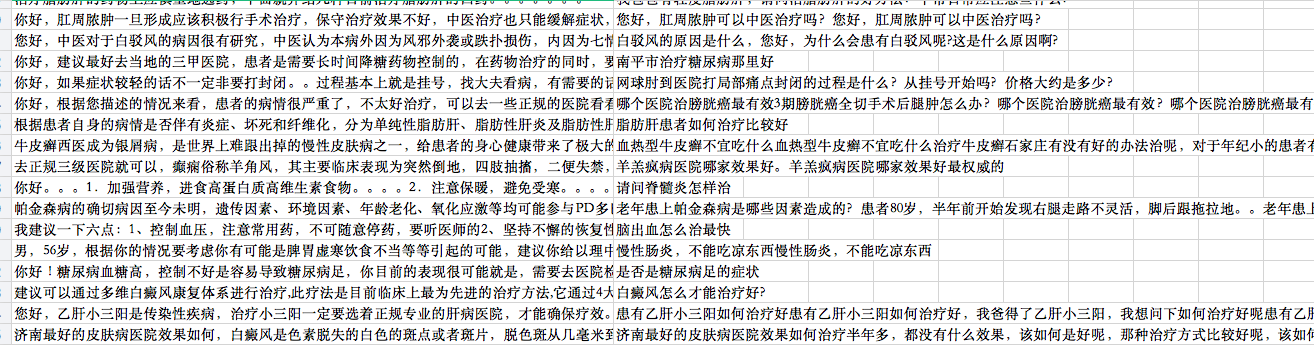 你好，肛周脓肿一旦形成应该积极行手术治疗，保守治疗效果不好，中医治疗也只能缓解症状， 您好，肛周脓肿可以中医治疗吗？ 您好，肛周脓肿可以中医治疗吗？
您好，中医对于白驳风的病因很有研究，中医认为本病外因为风邪外袭或跌扑损伤，内因为七情 白驳风的原因是什么，您好，为什么会患有白驳风呢?这是什么原因啊?
你好，建议最好去当地的三甲医院，患者是需要长时间降糖药物控制的，在药物治疗的同时，要 南平市治疗糖尿病那里好
你好，如果症状较轻的话不一定非要打封闭。。过程基本上就是挂号，找大夫看病，有需要的话 网球肘到医院打局部痛点封闭的过程是什么？从挂号开始吗？ 价格大约是多少？
你好，根据您描述的情况来看，患者的病情很严重了，不太好治疗，可以去一些正规的医院看看 哪个医院治膀胱癌最有效3期膀胱癌全切手术后腿肿怎么办？哪个医院治膀胱癌最有效？哪个医院治膀胱癌最有
根据患者自身的病情是否伴有炎症、坏死和纤维化，分为单纯性脂肪肝、脂肪性肝炎及脂肪性肝 脂肪肝患者如何治疗比较好
牛皮癣西医成为银屑病，是世界上难跟出掉的慢性皮肤病之一，给患者的身心健康带来了极大的 血热型牛皮癣不宜吃什么血热型牛皮癣不宜吃什么治疗牛皮癣石家庄有没有好的办法治呢，对于年纪小的患者有
去正规三级医院就可以，癫痫俗称羊角风，其主要临床表现为突然倒地，四肢抽搐，二便失禁， 羊羔疯病医院哪家效果好。羊羔疯病医院哪家效果好最权威的
你好。。。1．加强营养，进食高蛋白质高维生素食物。。。。2．注意保暖，避免受寒。。。。 请问脊髓炎怎样治
帕金森病的确切病因至今未明，遗传因素、环境因素、年龄老化、氧化应激等均可能参与PD多 老年患上帕金森病是哪些因素造成的？患者80岁，半年前开始发现右腿走路不灵活，脚后跟拖拉地。。老年患上
我建议一下六点：1、控制血压，注意常用药，不可随意停药，要听医师的2、坚持不懈的恢复性 脑出血怎么治最快
男，56岁，根据你的情况要考虑你有可能是脾胃虚寒饮食不当等等引起的可能，建议你给以理中 慢性肠炎，不能吃凉东西慢性肠炎，不能吃凉东西
你好！糖尿病血糖高，控制不好是容易导致糖尿病足，你目前的表现很可能就是，需要去医院检 是否是糖尿病足的症状
建议可以通过多维白癜风康复体系进行治疗,此疗法是目前临床上最为先进的治疗方法,它通过4大 白癜风怎么才能治疗好?
您好，乙肝小三阳是传染性疾病，治疗小三阳一定要选着正规专业的肝病医院，才能确保疗效。 患有乙肝小三阳如何治疗好患有乙肝小三阳如何治疗好，我爸得了乙肝小三阳，我想问下如何治疗好呢患有乙肝
济南最好的皮肤病医院效果如何，白癜风是色素脱失的白色的斑点或者斑片，脱色斑从几毫米到 济南最好的皮肤病医院效果如何治疗半年多，都没有什么效果，该如何是好呢，那种治疗方式比较好呢，该如